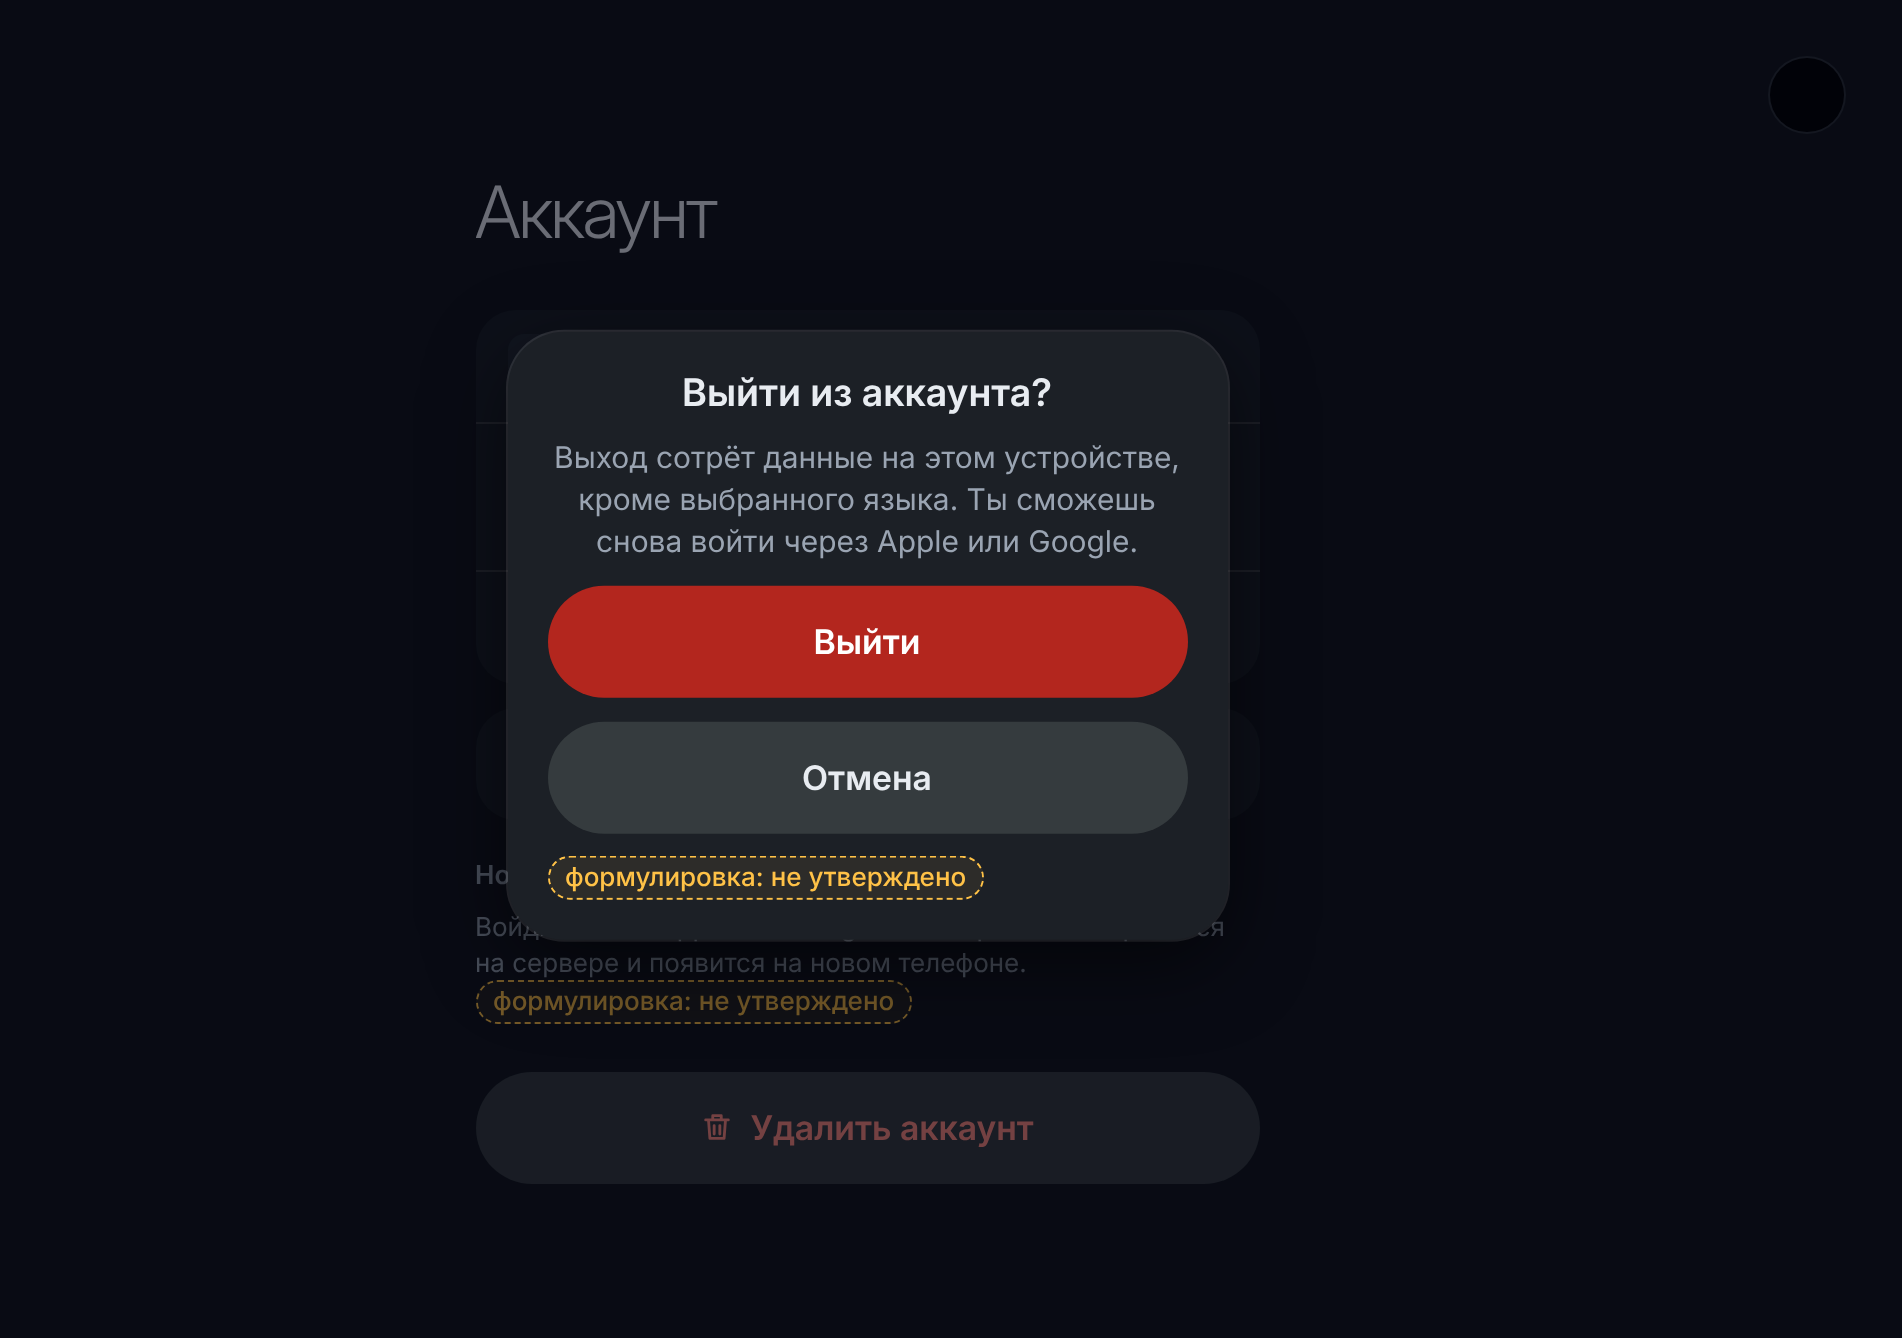 Аккаунт
Выйти из аккаунта?
Выход сотрёт данные на этом устройстве,
кроме выбранного языка. Ты сможешь
снова войти через Apple или Google.
Выйти
Отмена
формулировка: не утверждено
на сервере и появится на новом телефоне.
формулировка: не утверждено
Удалить аккаунт